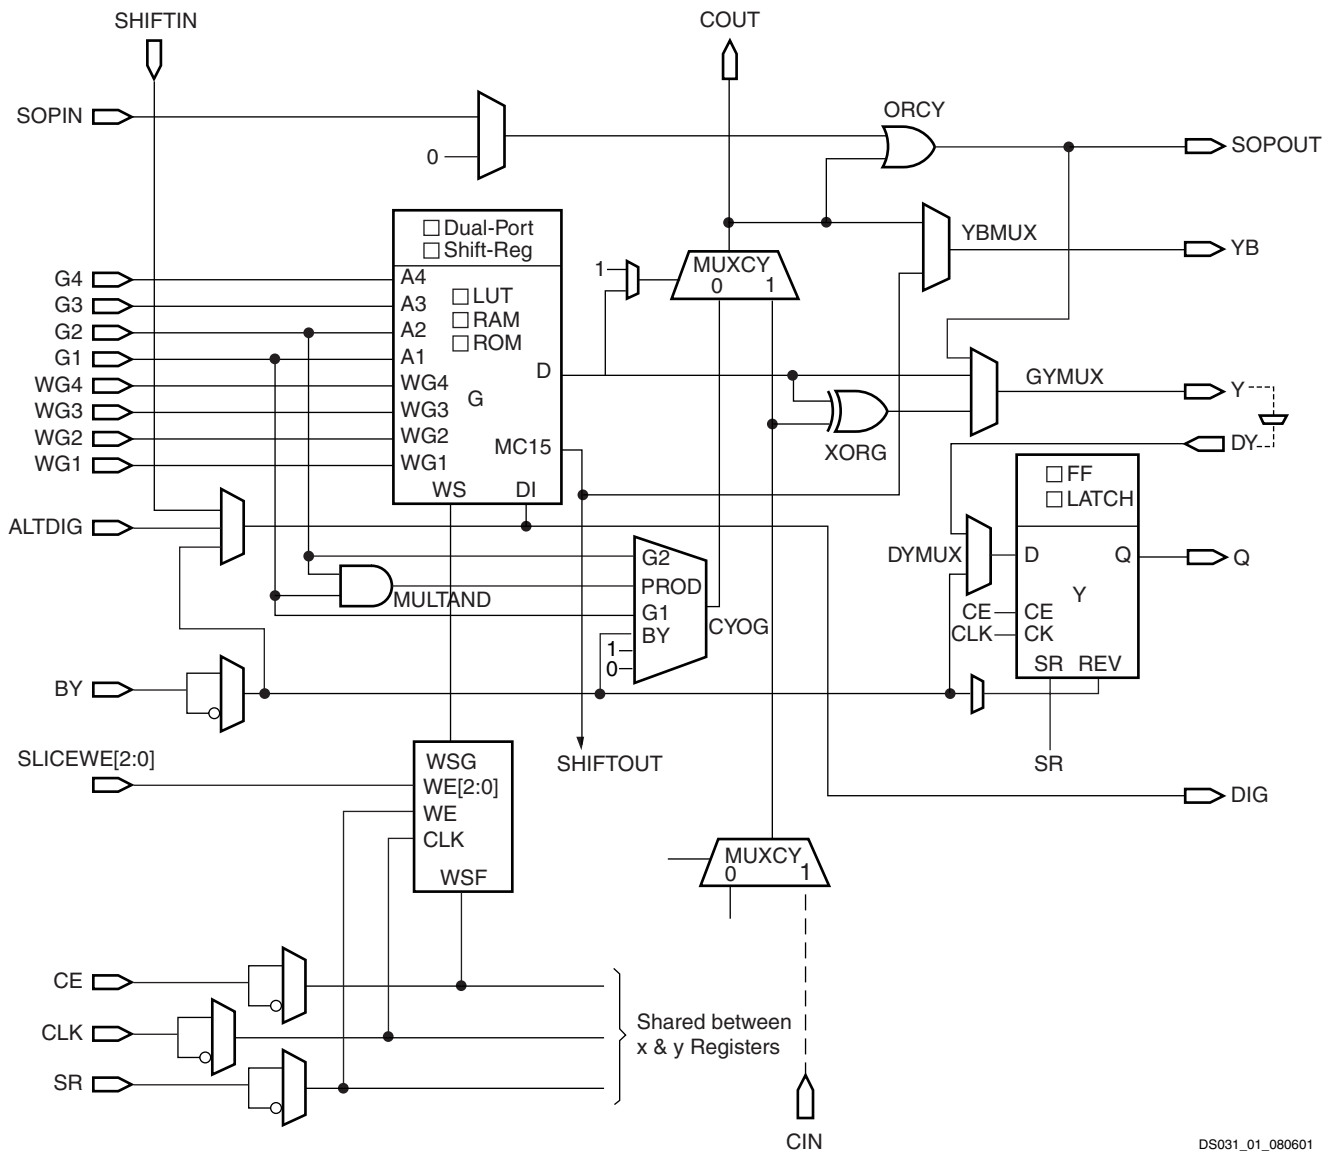 SHIFTIN
COUT
SOPIN
0
ORCY
SOPOUT
Dual-Port
Shift-Reg
YBMUX
YB
G4
G3
G2
G1
WG4
WG3
WG2
WG1
A4
A3
A2
A1
WG4
WG3
WG2
WG1
LUT
RAM
ROM
G
D
MC15
WS
DI
1
MUXCY
0 1
GYMUX
Y
XORG
DY
FF
LATCH
ALTDIG
DYMUX
D
Q
Q
Y
CE
CE
CLK
CK
SR
REV
SR
MULTAND
G2
PROD
G1
BY
1
0
CYOG
BY
SLICEWE[2:0]
SHIFTOUT
DIG
WSG
WE[2:0]
WE
CLK
WSF
MUXCY
0 1
CE
CLK
SR
Shared between
x & y Registers
CIN
DS031_01_080601